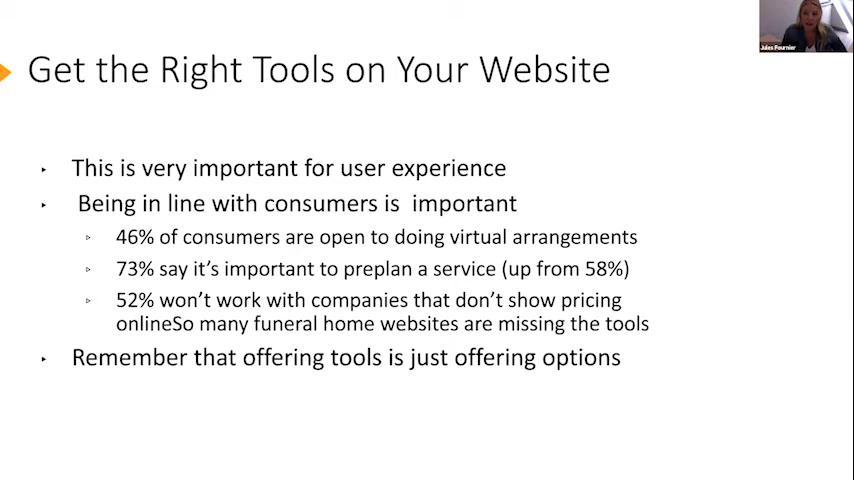 Jules Fournier
Get the Right Tools on Your Website
This is very important for user experience
Being in line with consumers is  important
46% of consumers are open to doing virtual arrangements
73% say it's important to preplan a service (up from 58%)
52% won't work with companies that don't show pricing
onlineSo many funeral home websites are missing the tools
Remember that offering tools is just offering options